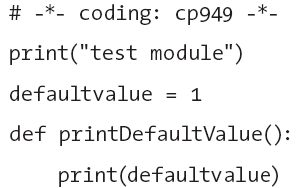 # -*- coding: cp949 -*-
print("test module")
defaultvalue = 1
def printDefaultValue():
    print(defaultvalue)